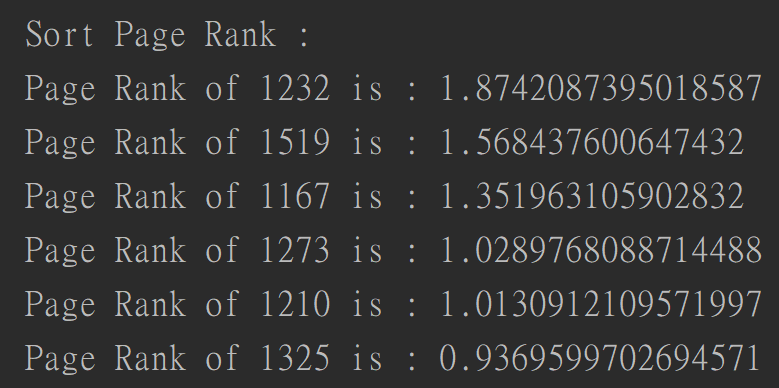 Sort Page Rank :
Page Rank of 1232 is : 1.8742087395018587
Page Rank of 1519 is : 1.568437600647432
Page Rank of 1167 is : 1.351963105902832
Page Rank of 1273 is : 1.0289768088714488
Page Rank of 1210 is : 1.0130912109571997
Page Rank of 1325 is : 0.9369599702694571